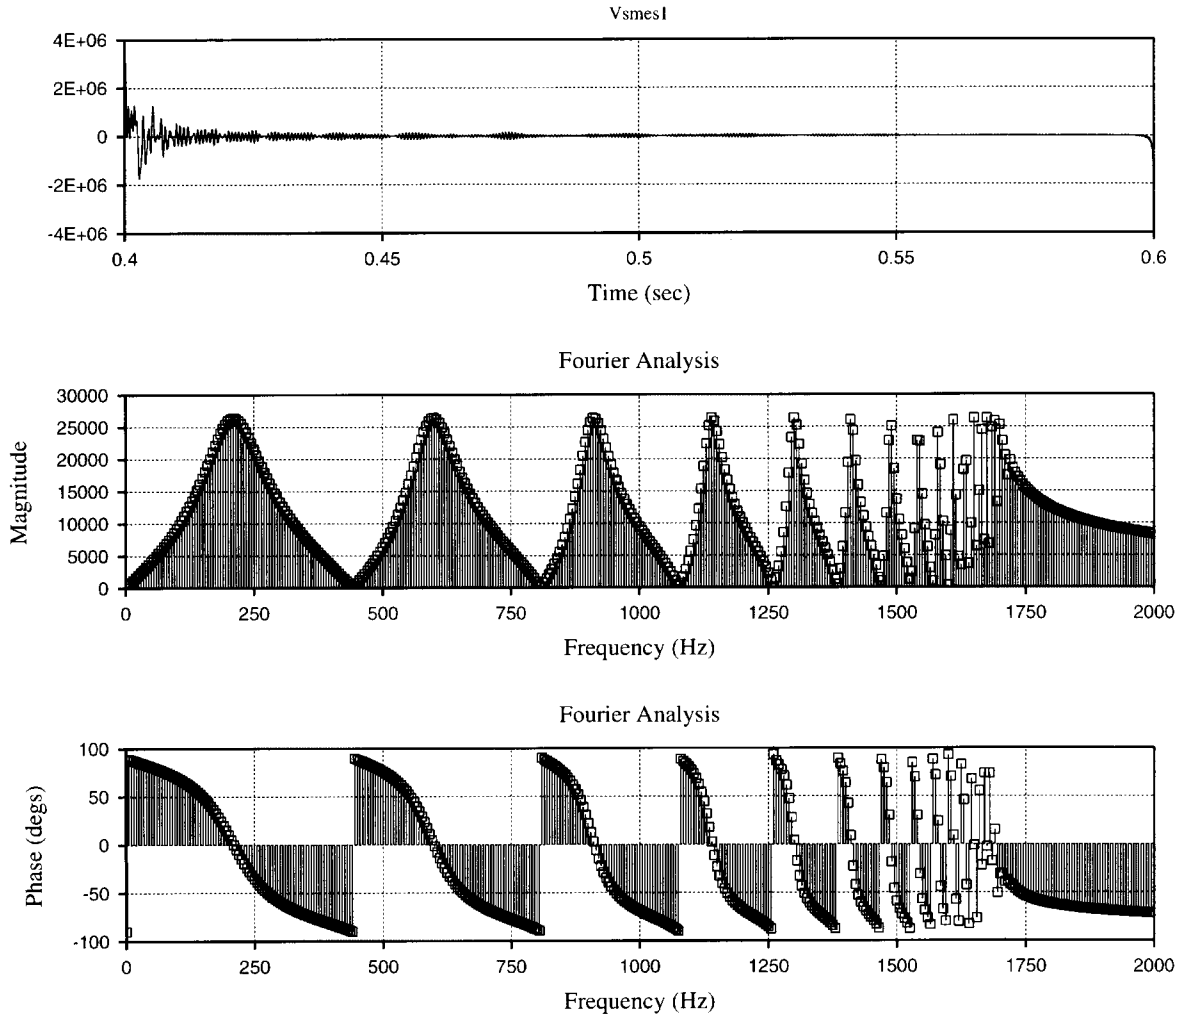 Vsmes1
4E+06
2E+06
0
-2E+06
-4E+06
0.4 0.45 0.5 0.55 0.6
Time (sec)
Fourier Analysis
Magnitude
30000
25000
20000
15000
10000
5000
0
0 250 500 750 1000 1250 1500 1750 2000
Frequency (Hz)
Fourier Analysis
Phase (degs)
100
50
0
-50
-100
0 250 500 750 1000 1250 1500 1750 2000
Frequency (Hz)